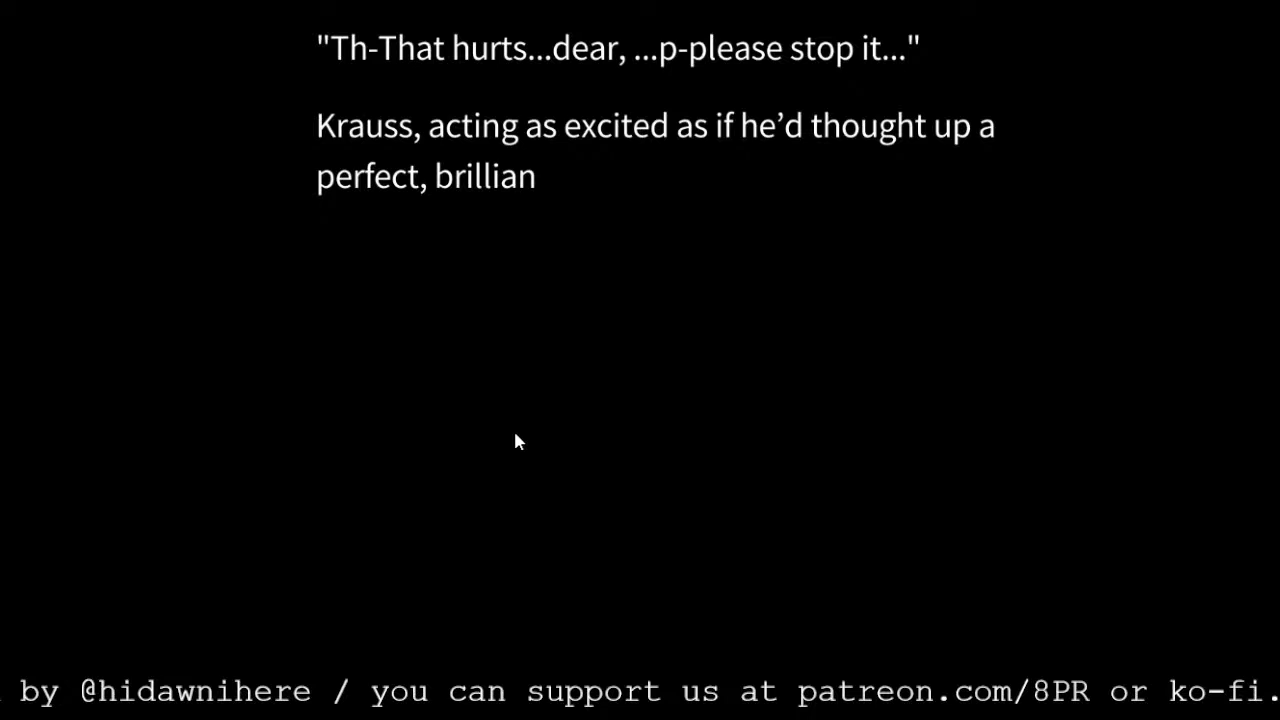 "Th-That hurts...dear, ...p-please stop it..."
Krauss, acting as excited as if he’d thought up a
perfect, brillian
by @hidawnihere / you can support us at patreon.com/8PR or ko-fi.